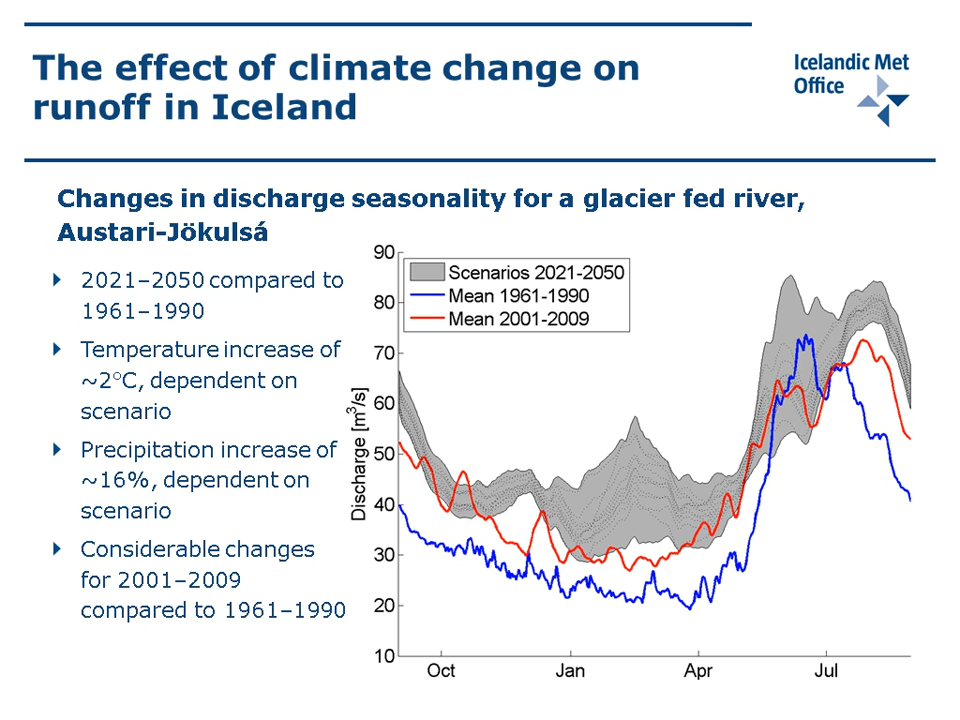 The effect of climate change on
runoff in Iceland
Icelandic Met
Office
Changes in discharge seasonality for a glacier fed river,
Austari-Jökulsá
2021–2050 compared to
1961–1990
Temperature increase of
~2°C, dependent on
scenario
Precipitation increase of
~16%, dependent on
scenario
Considerable changes
for 2001–2009
compared to 1961–1990
Discharge [m³/s]
90
80
70
60
50
40
30
20
10
Scenarios 2021-2050
Mean 1961-1990
Mean 2001-2009
Oct
Jan
Apr
Jul